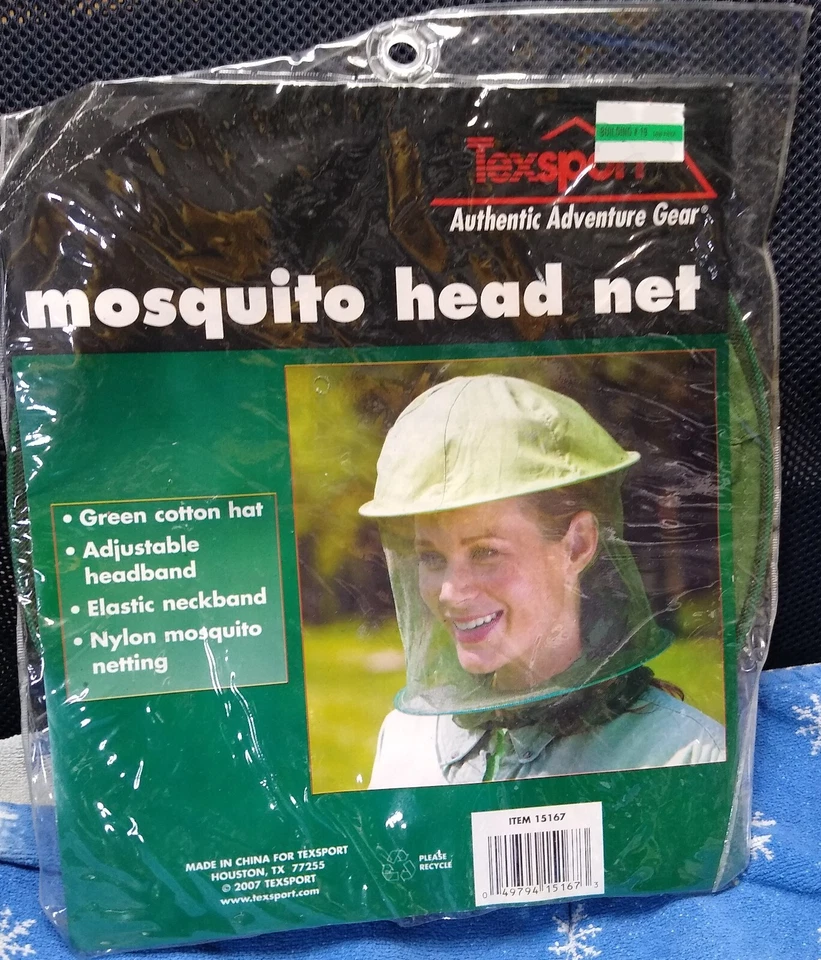 BUILDING # 19
Texsport
Authentic Adventure Gear®
mosquito head net
• Green cotton hat
• Adjustable
headband
• Elastic neckband
• Nylon mosquito
netting
ITEM 15167
0 49794 15167 3
MADE IN CHINA FOR TEXSPORT
HOUSTON, TX 77255
© 2007 TEXSPORT
www.texsport.com
PLEASE
RECYCLE